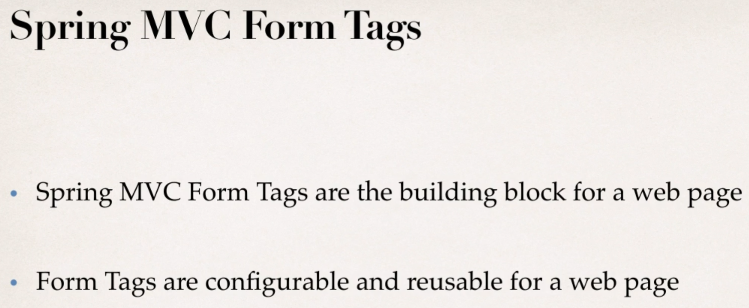 Spring MVC Form Tags
• Spring MVC Form Tags are the building block for a web page
• Form Tags are configurable and reusable for a web page